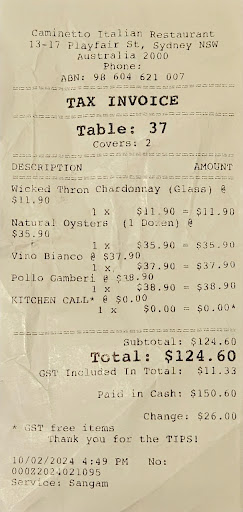 Caminetto Italian Restaurant
13-17 Playfair St, Sydney NSW
Australia 2000
Phone:
ABN: 98 604 621 007
TAX INVOICE
Table: 37
Covers: 2
DESCRIPTION AMOUNT
Wicked Thron Chardonnay (Glass) @
$11.90
1 x $11.90 = $11.90
Natural Oysters (1 Dozen) @
$35.90
1 x $35.90 = $35.90
Vino Bianco @ $37.90
1 x $37.90 = $37.90
Pollo Gamberi @ $38.90
1 x $38.90 = $38.90
KITCHEN CALL* @ $0.00
1 x $0.00 = $0.00*
Subtotal: $124.60
Total: $124.60
GST Included In Total: $11.33
Paid in Cash: $150.60
Change: $26.00
* GST free items
Thank you for the TIPS!
10/02/2024 4:49 PM No:
000Z2024021095
Service: Sangam